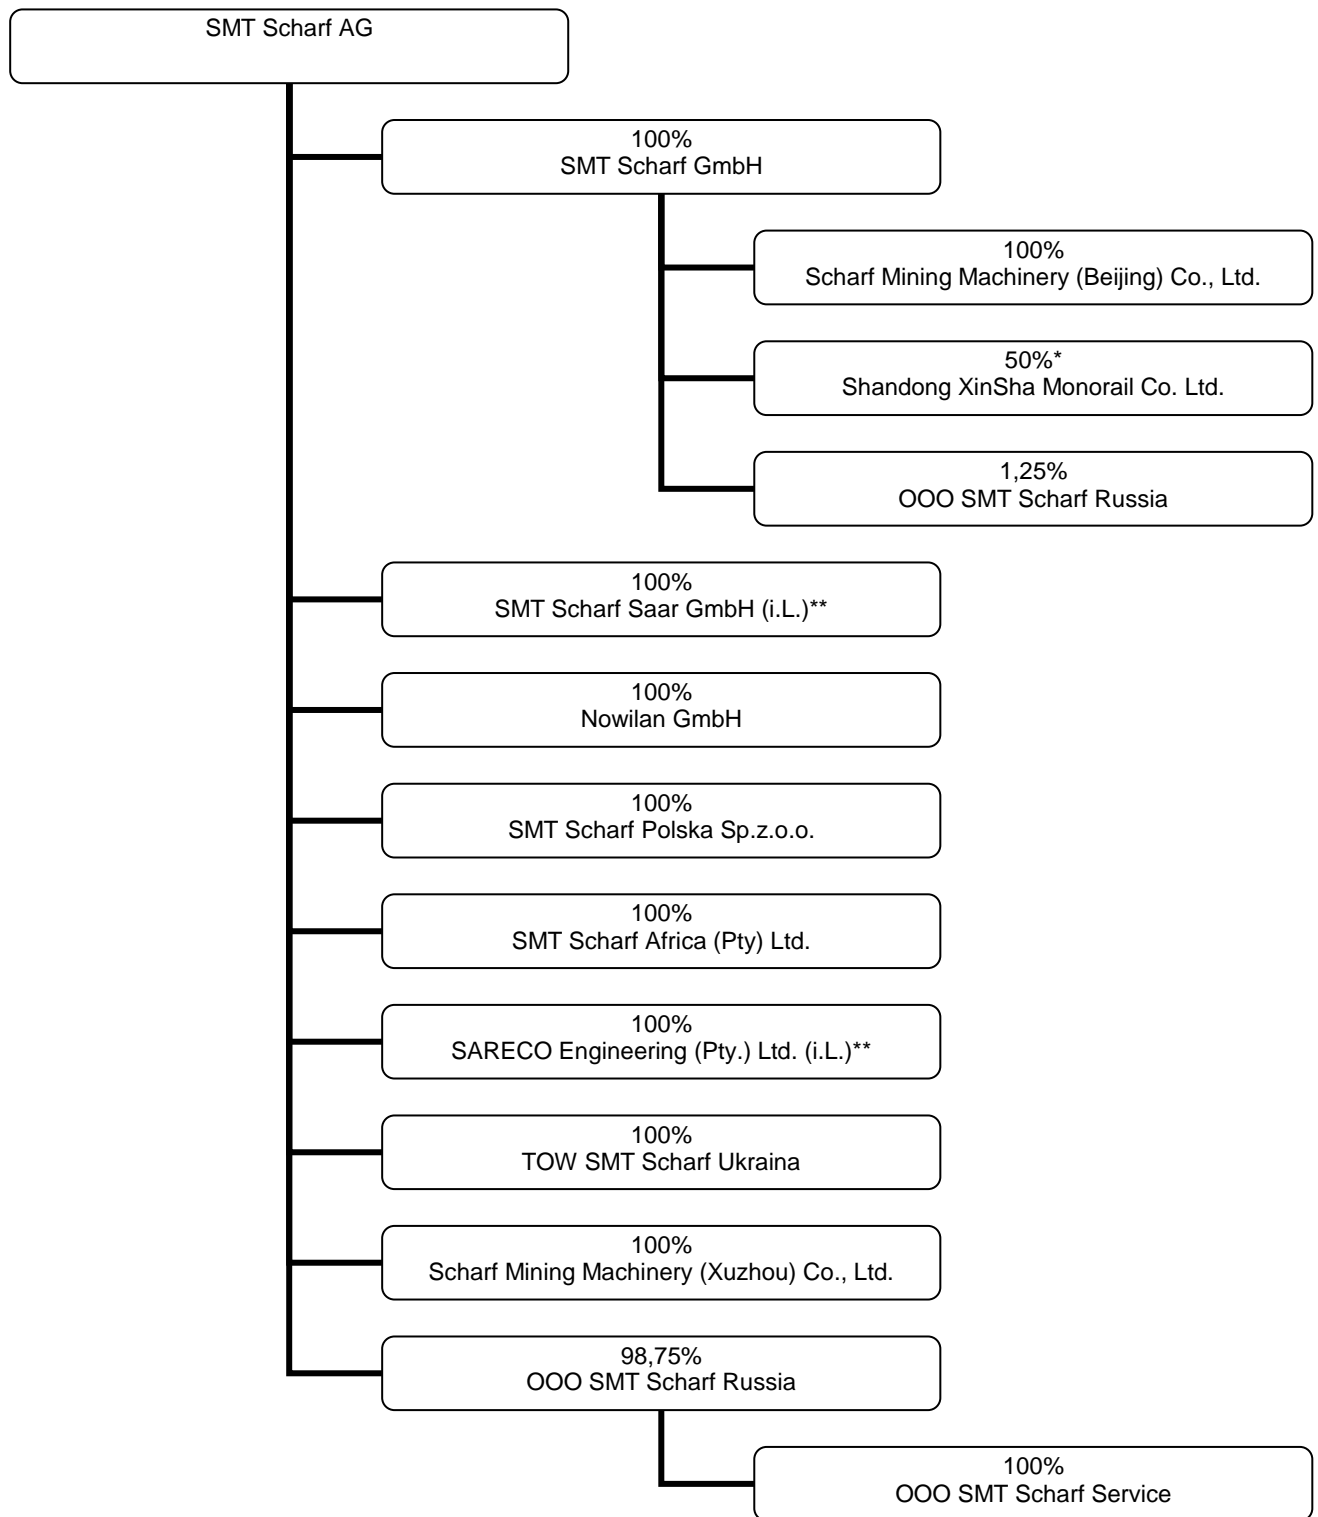 SMT Scharf AG
100%
SMT Scharf GmbH
100%
Scharf Mining Machinery (Beijing) Co., Ltd.
50%*
Shandong XinSha Monorail Co. Ltd.
1,25%
OOO SMT Scharf Russia
100%
SMT Scharf Saar GmbH (i.L.)**
100%
Nowilan GmbH
100%
SMT Scharf Polska Sp.z.o.o.
100%
SMT Scharf Africa (Pty) Ltd.
100%
SARECO Engineering (Pty.) Ltd. (i.L.)**
100%
TOW SMT Scharf Ukraina
100%
Scharf Mining Machinery (Xuzhou) Co., Ltd.
98,75%
OOO SMT Scharf Russia
100%
OOO SMT Scharf Service